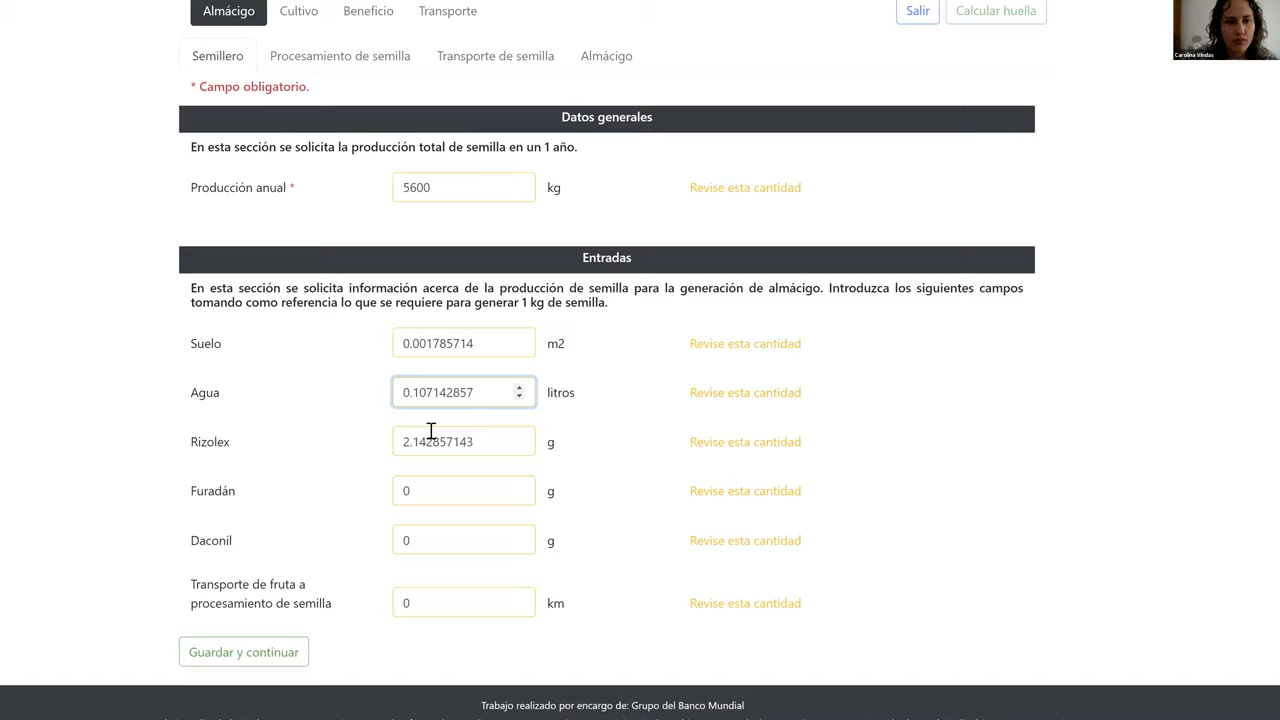 Almácigo Cultivo Beneficio Transporte Salir Calcular huella
Carolina Vindas
Semillero Procesamiento de semilla Transporte de semilla Almácigo
* Campo obligatorio.
Datos generales
En esta sección se solicita la producción total de semilla en un 1 año.
Producción anual * 5600 kg Revise esta cantidad
Entradas
En esta sección se solicita información acerca de la producción de semilla para la generación de almácigo. Introduzca los siguientes campos
tomando como referencia lo que se requiere para generar 1 kg de semilla.
Suelo 0.001785714 m2 Revise esta cantidad
Agua 0.107142857 litros Revise esta cantidad
Rizolex 2.142857143 g Revise esta cantidad
Furadán 0 g Revise esta cantidad
Daconil 0 g Revise esta cantidad
Transporte de fruta a
procesamiento de semilla 0 km Revise esta cantidad
Guardar y continuar
Trabajo realizado por encargo de: Grupo del Banco Mundial